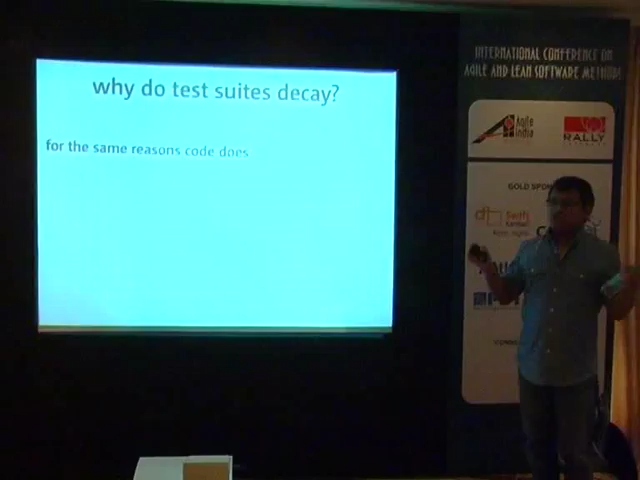 why do test suites decay?
for the same reasons code does
INTERNATIONAL CONFERENCE ON
AGILE AND LEAN SOFTWARE METHODS
Agile
India
RALLY
GOLD SPON